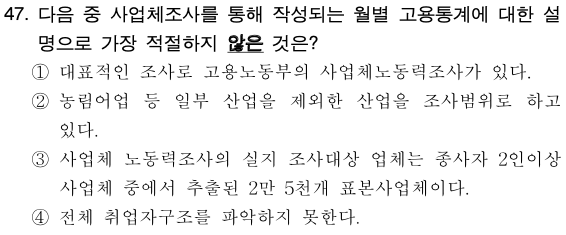 47. 다음 중 사업체조사를 통해 작성되는 월별 고용통계에 대한 설
명으로 가장 적절하지 않은 것은?
① 대표적인 조사로 고용노동부의 사업체노동력조사가 있다.
② 농림어업 등 일부 산업을 제외한 산업을 조사범위로 하고
있다.
③ 사업체 노동력조사의 실지 조사대상 업체는 종사자 2인이상
사업체 중에서 추출된 2만 5천개 표본사업체이다.
④ 전체 취업자구조를 파악하지 못한다.